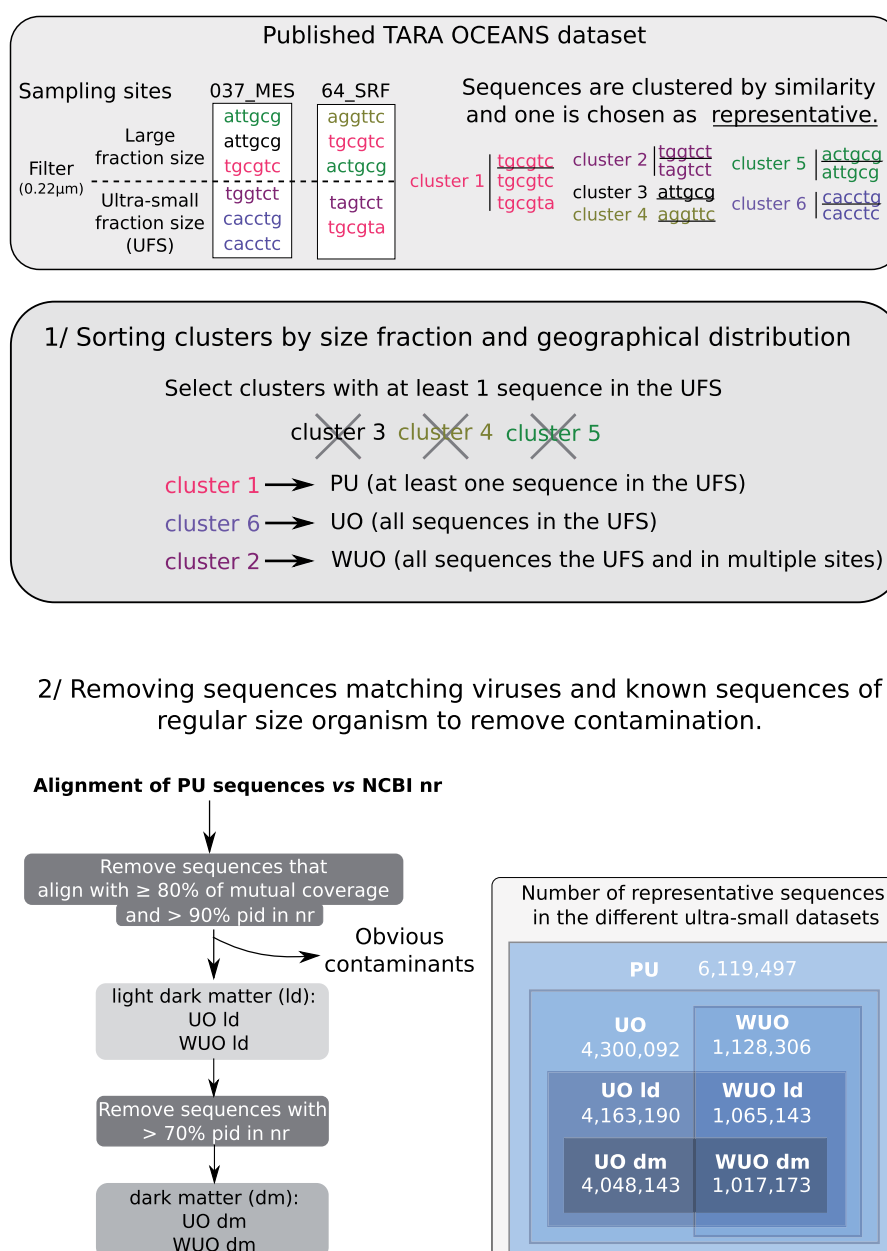 Published TARA OCEANS dataset
Sampling sites
037_MES
64_SRF
Large
fraction size
Filter
(0.22μm)
Ultra-small
fraction size
(UFS)
attgcg
attgcg
tgcgtc
tggtct
cacctg
cacctc
aggttc
tgcgtc
actgcg
tagtct
tgcgta
Sequences are clustered by similarity
and one is chosen as representative.
cluster 1
tgcgtc
tgcgtc
tgcgta
cluster 2
tggtct
tagtct
cluster 3 attgcg
cluster 4 aggttc
cluster 5
actgcg
attgcg
cluster 6
cacctg
cacctc
1/ Sorting clusters by size fraction and geographical distribution
Select clusters with at least 1 sequence in the UFS
cluster 3 cluster 4 cluster 5
cluster 1 PU (at least one sequence in the UFS)
cluster 6 UO (all sequences in the UFS)
cluster 2 WUO (all sequences the UFS and in multiple sites)
2/ Removing sequences matching viruses and known sequences of
regular size organism to remove contamination.
Alignment of PU sequences vs NCBI nr
Remove sequences that
align with ≥ 80% of mutual coverage
and > 90% pid in nr
Obvious
contaminants
light dark matter (ld):
UO ld
WUO ld
Remove sequences with
> 70% pid in nr
dark matter (dm):
UO dm
WUO dm
Number of representative sequences
in the different ultra-small datasets
PU 6,119,497
UO
4,300,092
WUO
1,128,306
UO ld
4,163,190
WUO ld
1,065,143
UO dm
4,048,143
WUO dm
1,017,173